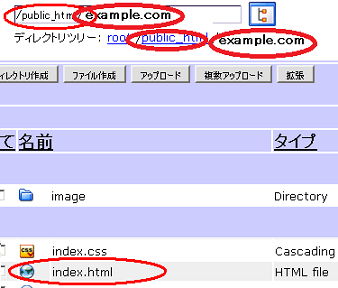 /public_html/example.com
ディレクトリツリー: root /public_html / example.com
ィレクトリ作成 ファイル作成 アップロード 複数アップロード 拡張
て 名前 タイプ
image Directory
index.css Cascading
index.html HTML file